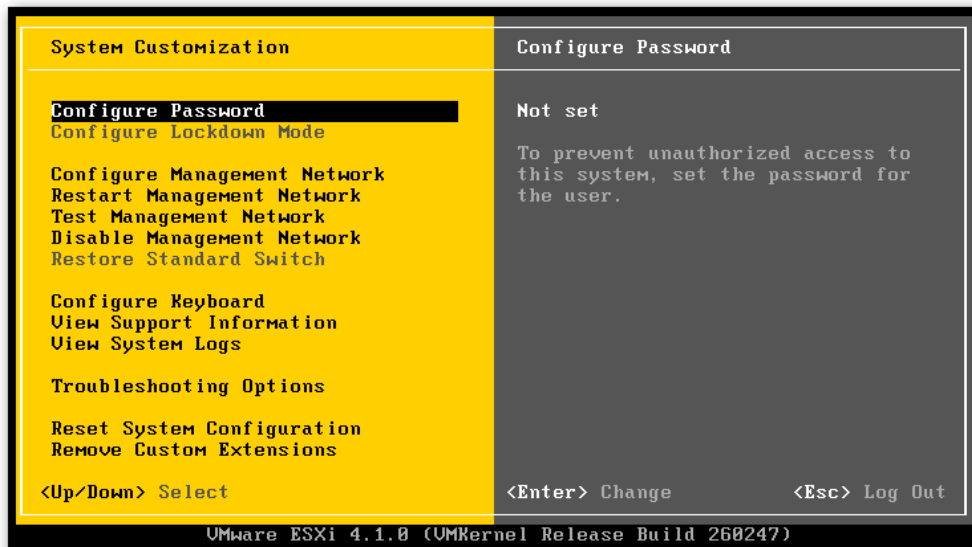 System Customization
Configure Password
Configure Password
Configure Lockdown Mode
Configure Management Network
Restart Management Network
Test Management Network
Disable Management Network
Restore Standard Switch
Configure Keyboard
View Support Information
View System Logs
Troubleshooting Options
Reset System Configuration
Remove Custom Extensions
Not set
To prevent unauthorized access to
this system, set the password for
the user.
<Up/Down> Select
<Enter> Change
<Esc> Log Out
VMware ESXi 4.1.0 (VMKernel Release Build 260247)